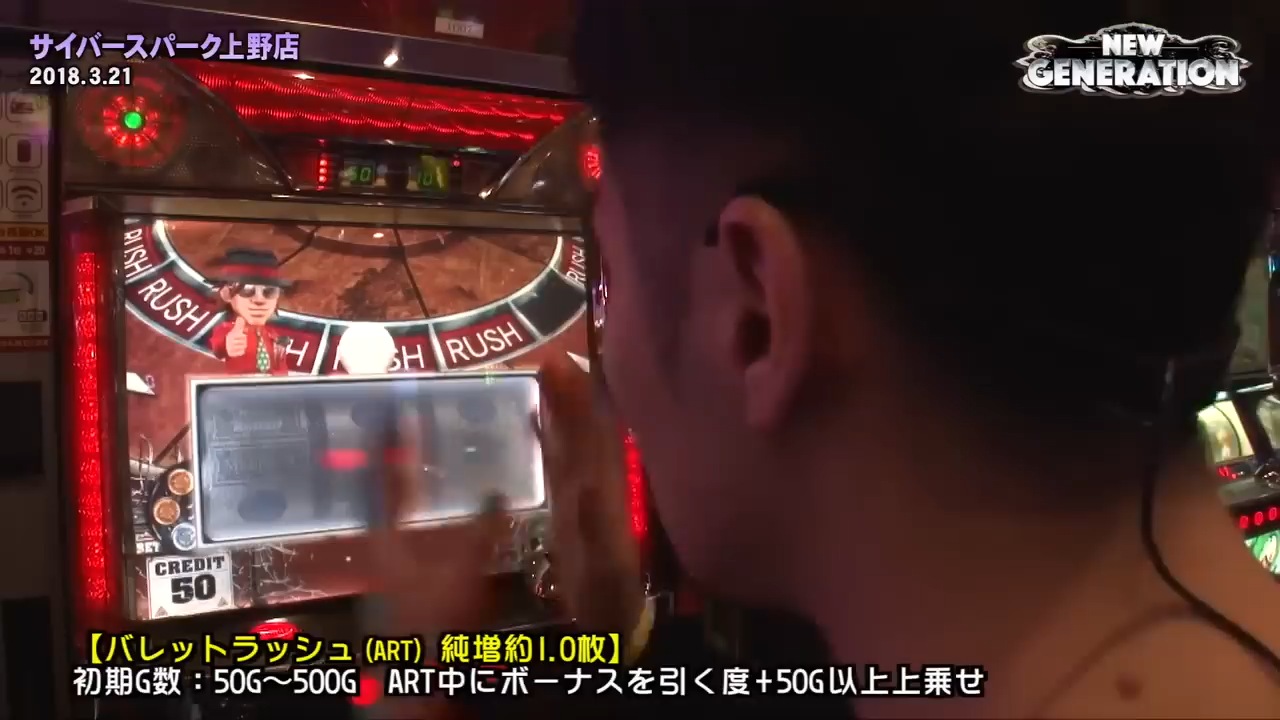 サイバースパーク上野店
2018.3.21
NEW
GENERATION
50
RUSH
RUSH
RUSH
RUSH
CREDIT
50
【バレットラッシュ(ART) 純増約1.0枚】
初期G数:50G～500G ART中にボーナスを引く度+50G以上上乗せ